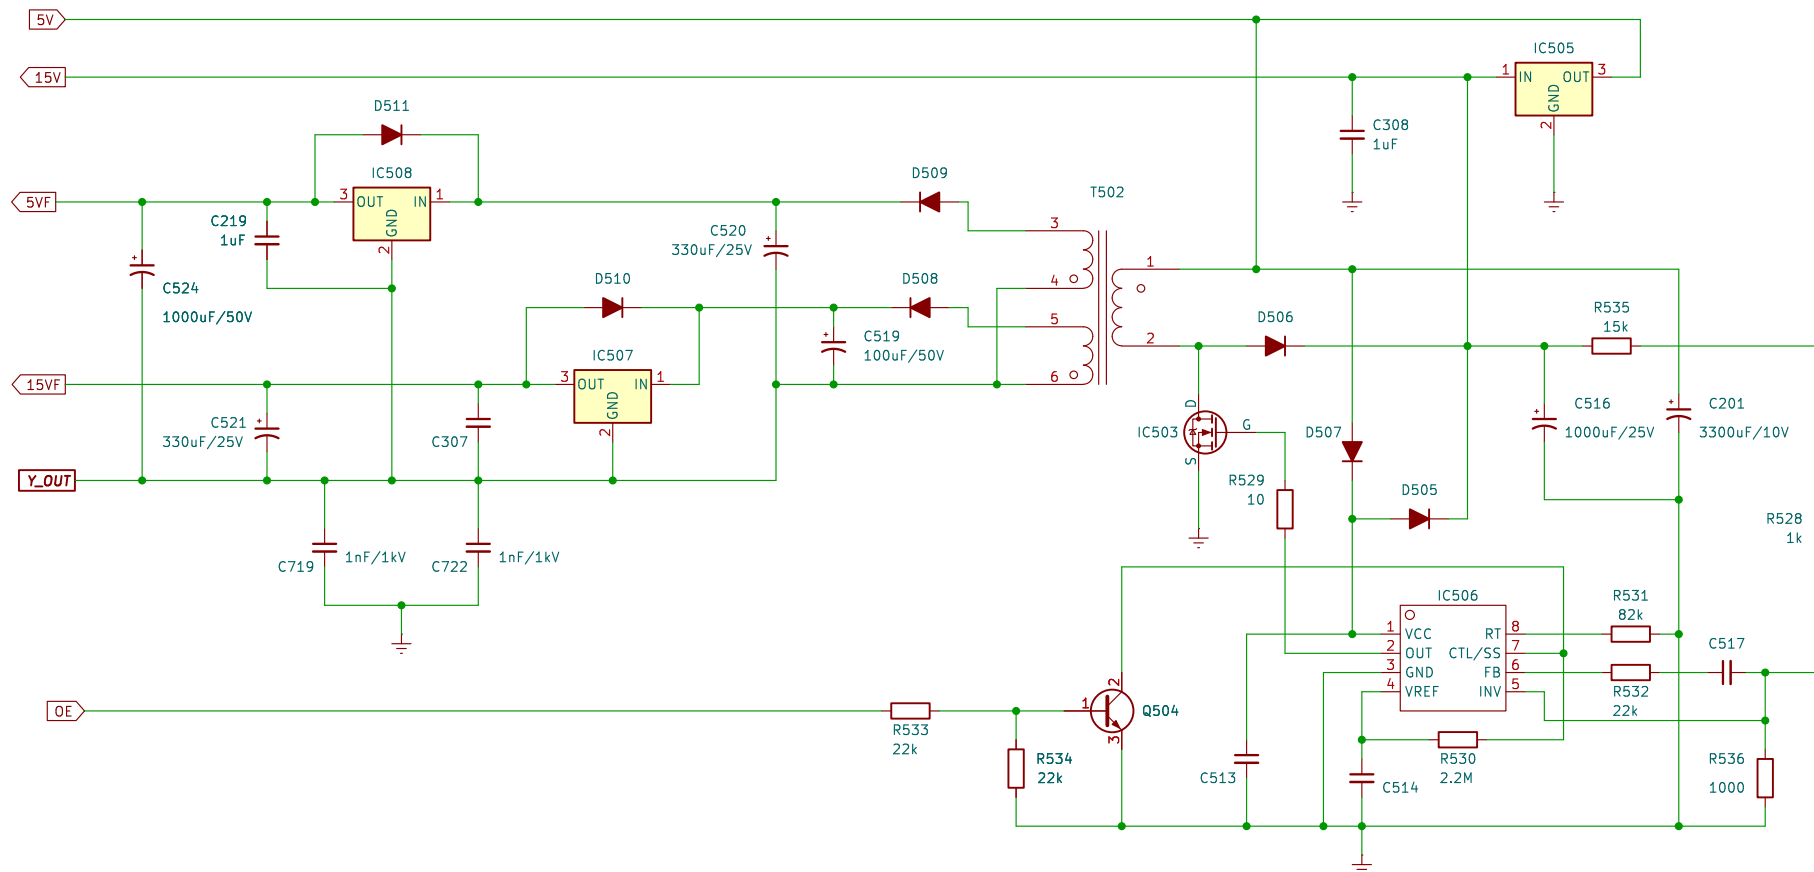 5V
15V
IC505
1 IN OUT 3
GND
2
D511
C308
1uF
IC508
D509
T502
5VF
3 OUT IN 1
GND
2
C219
1uF
C520
330uF/25V
3
4
1
C524
1000uF/50V
D510
D508
5
6
2
C519
100uF/50V
D506
R535
15k
IC507
15VF
3 OUT IN 1
GND
2
C521
330uF/25V
C307
IC503
D
G
S
D507
C516
1000uF/25V
C201
3300uF/10V
Y_OUT
R529
10
D505
R528
1k
C719
1nF/1kV
C722
1nF/1kV
IC506
1 VCC RT 8
2 OUT CTL/SS 7
3 GND FB 6
4 VREF INV 5
R531
82k
C517
R532
22k
OE
R533
22k
1
2
3
Q504
R534
22k
C513
R530
2.2M
C514
R536
1000